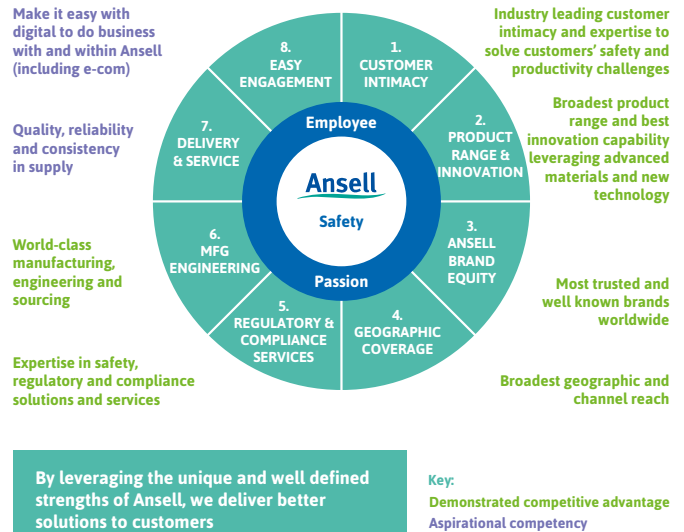 Make it easy with
digital to do business
with and within Ansell
(including e-com)
Quality, reliability
and consistency
in supply
World-class
manufacturing,
engineering and
sourcing
Expertise in safety,
regulatory and compliance
solutions and services
8.
EASY
ENGAGEMENT
1.
CUSTOMER
INTIMACY
7.
DELIVERY
& SERVICE
2.
PRODUCT
RANGE &
INNOVATION
6.
MFG
ENGINEERING
3.
ANSELL
BRAND
EQUITY
5.
REGULATORY &
COMPLIANCE
SERVICES
4.
GEOGRAPHIC
COVERAGE
Employee
Ansell
Safety
Passion
Industry leading customer
intimacy and expertise to
solve customers’ safety and
productivity challenges
Broadest product
range and best
innovation capability
leveraging advanced
materials and new
technology
Most trusted and
well known brands
worldwide
Broadest geographic and
channel reach
By leveraging the unique and well defined
strengths of Ansell, we deliver better
solutions to customers
Key:
Demonstrated competitive advantage
Aspirational competency